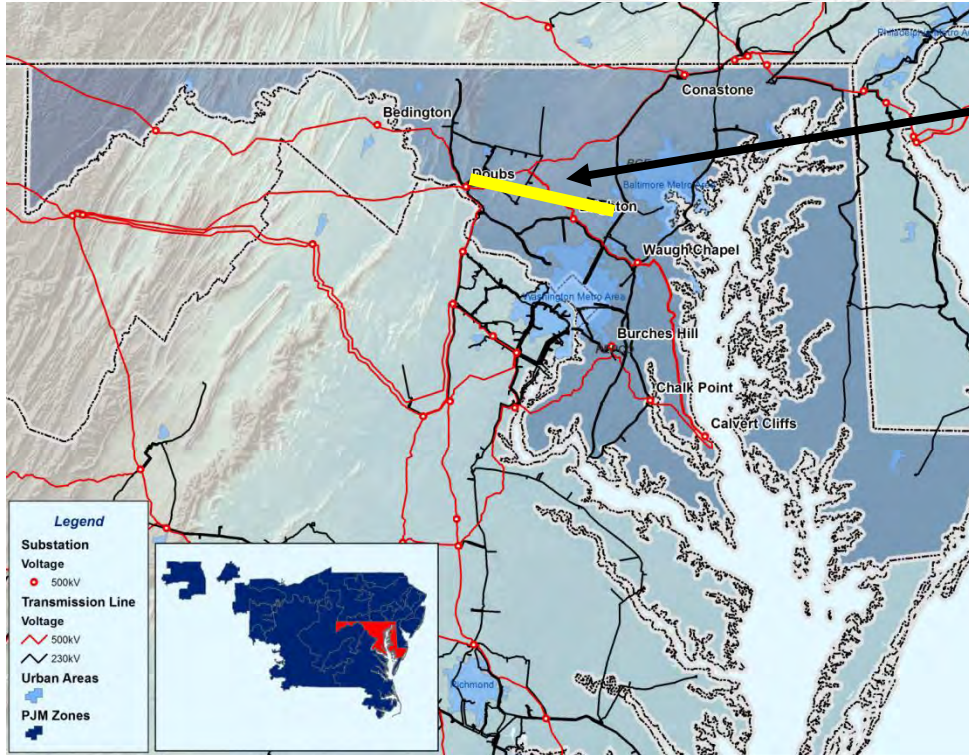 Philadelphia Metro Area
Conastone
Bedington
Doubs
Baltimore Metro Area
Waugh Chapel
Washington Metro Area
Burches Hill
Chalk Point
Calvert Cliffs
Richmond
Legend
Substation
Voltage
500kV
Transmission Line
Voltage
500kV
230kV
Urban Areas
PJM Zones